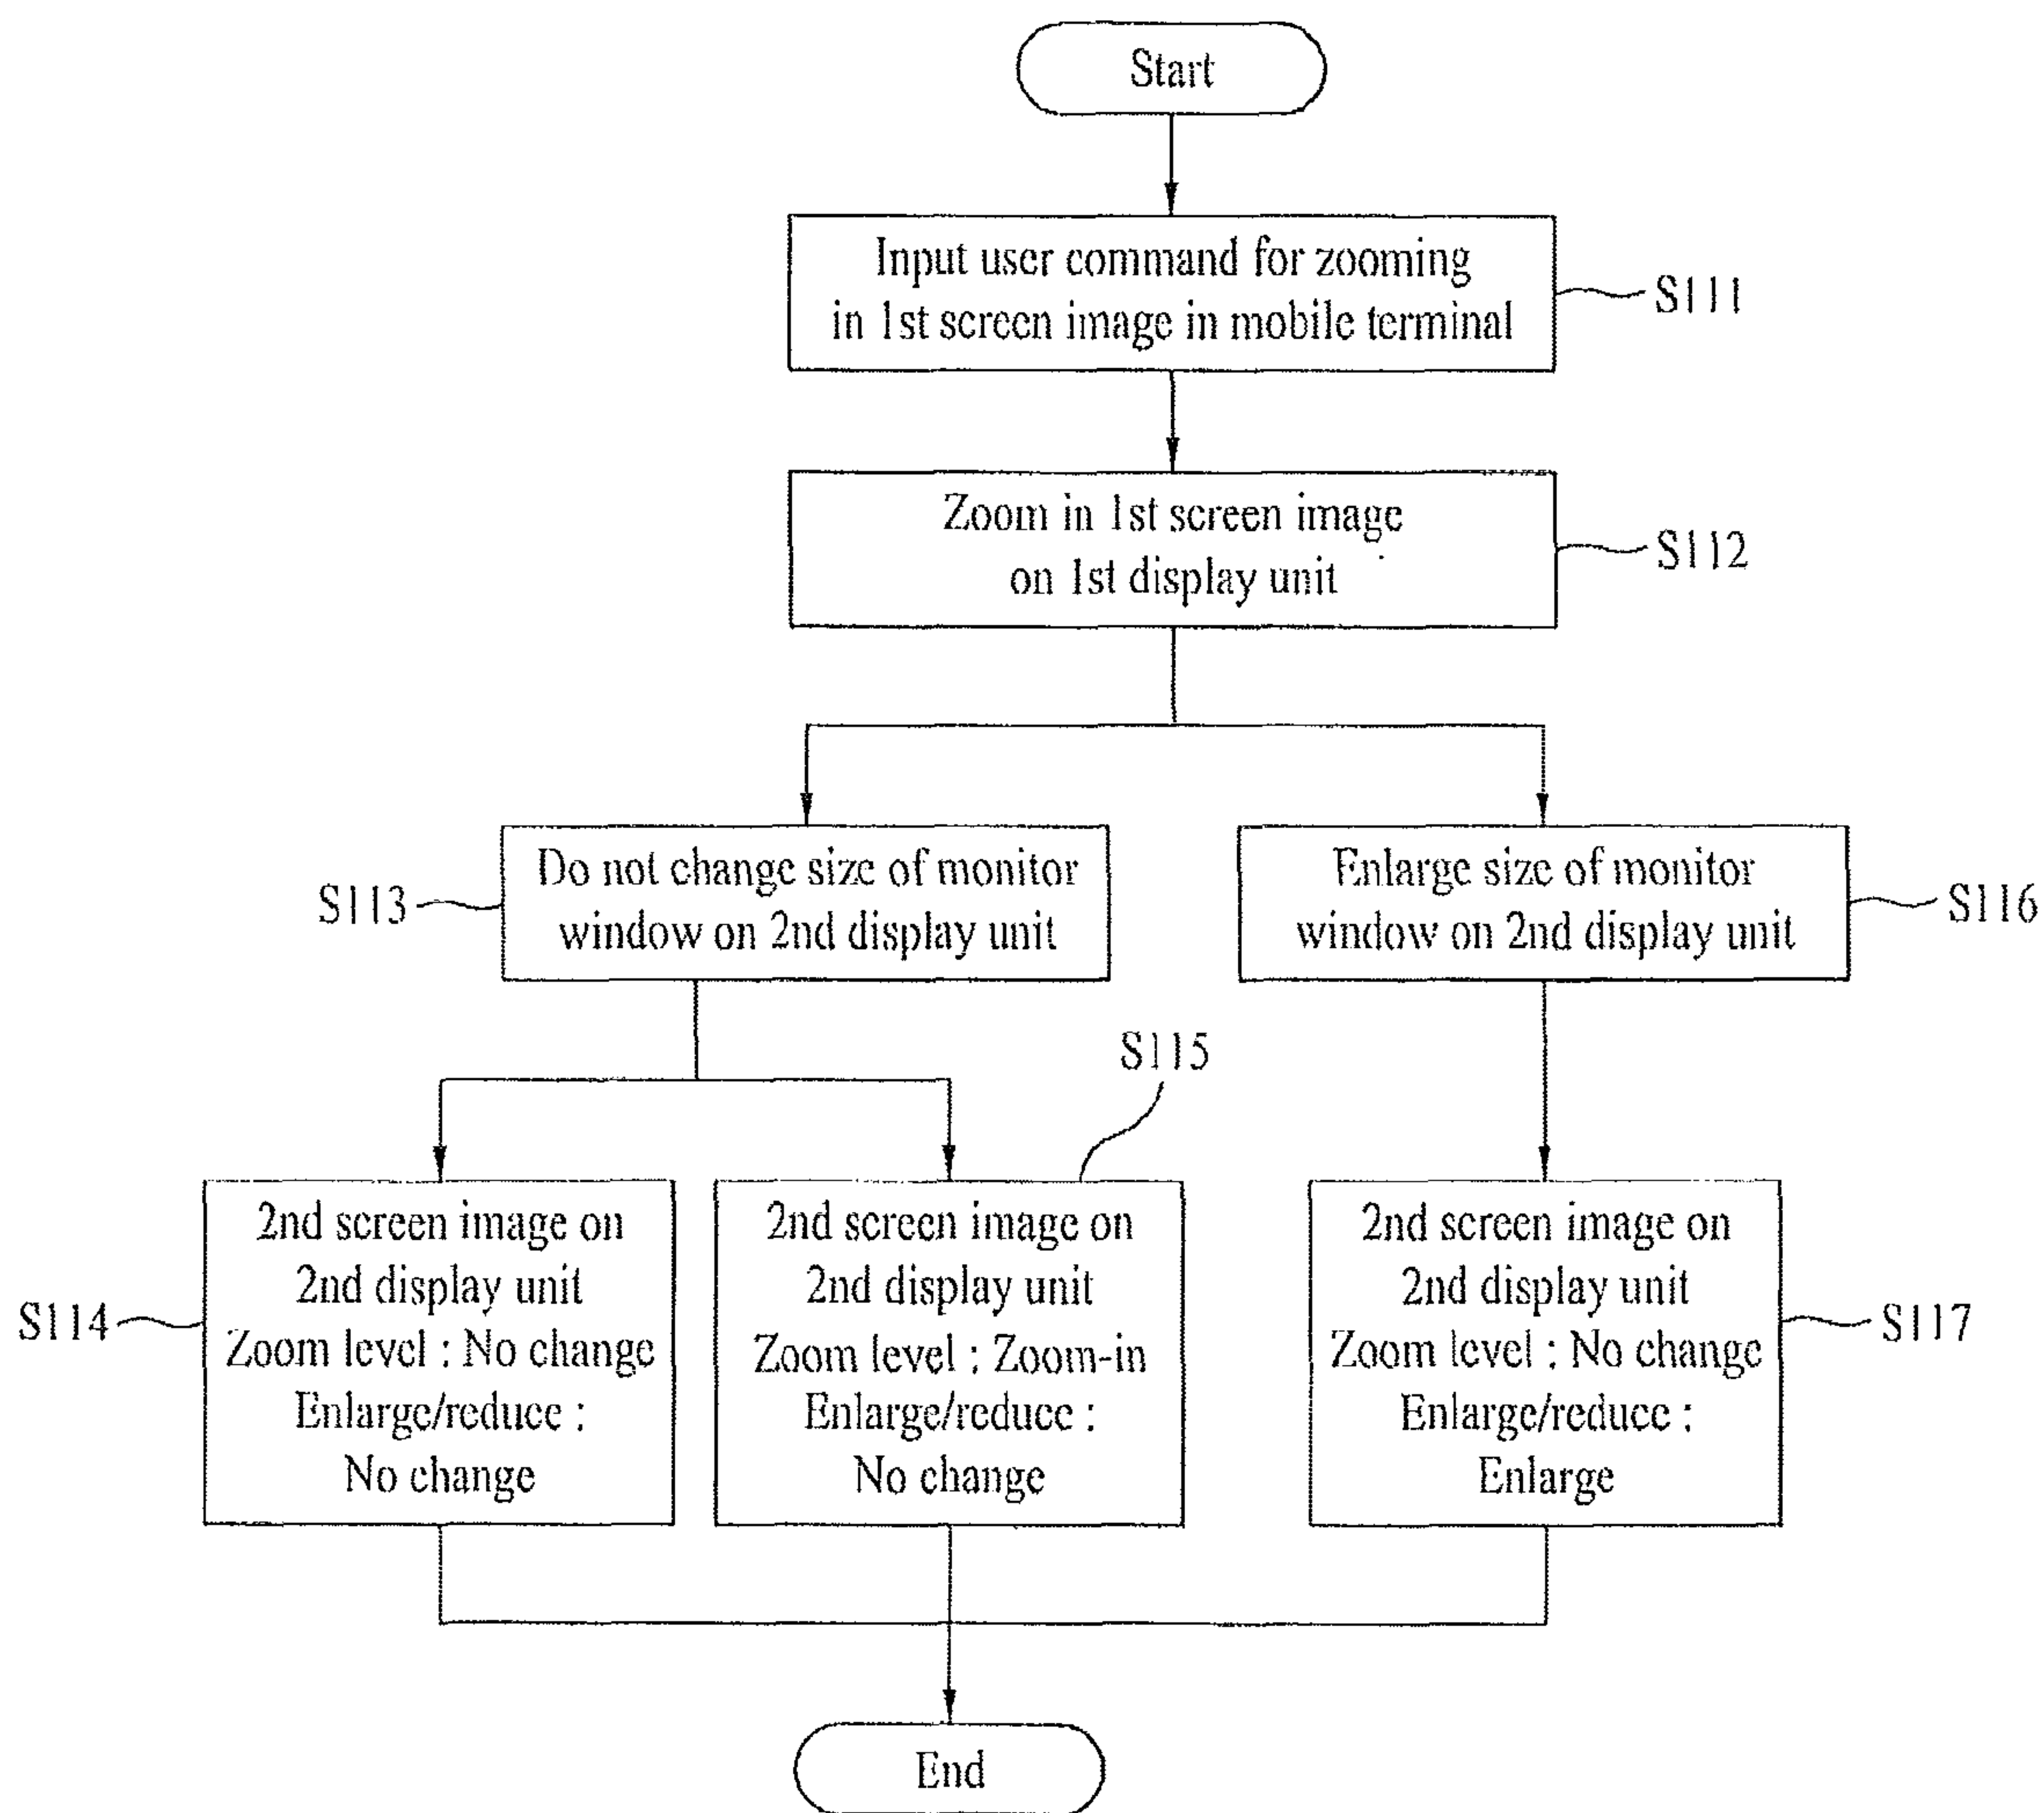 Start
Input user command for zooming
in 1st screen image in mobile terminal
S111
Zoom in 1st screen image
on 1st display unit
S112
Do not change size of monitor
window on 2nd display unit
S113
Enlarge size of monitor
window on 2nd display unit
S116
S115
2nd screen image on
2nd display unit
Zoom level : No change
Enlarge/reduce :
No change
S114
2nd screen image on
2nd display unit
Zoom level : Zoom-in
Enlarge/reduce :
No change
2nd screen image on
2nd display unit
Zoom level : No change
Enlarge/reduce :
Enlarge
S117
End